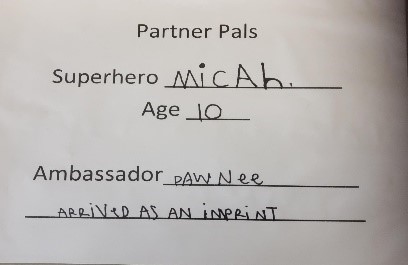 Partner Pals
Superhero MicAh.
Age 10
Ambassador pAWNee
ARRiVeD AS AN iMPRiNT